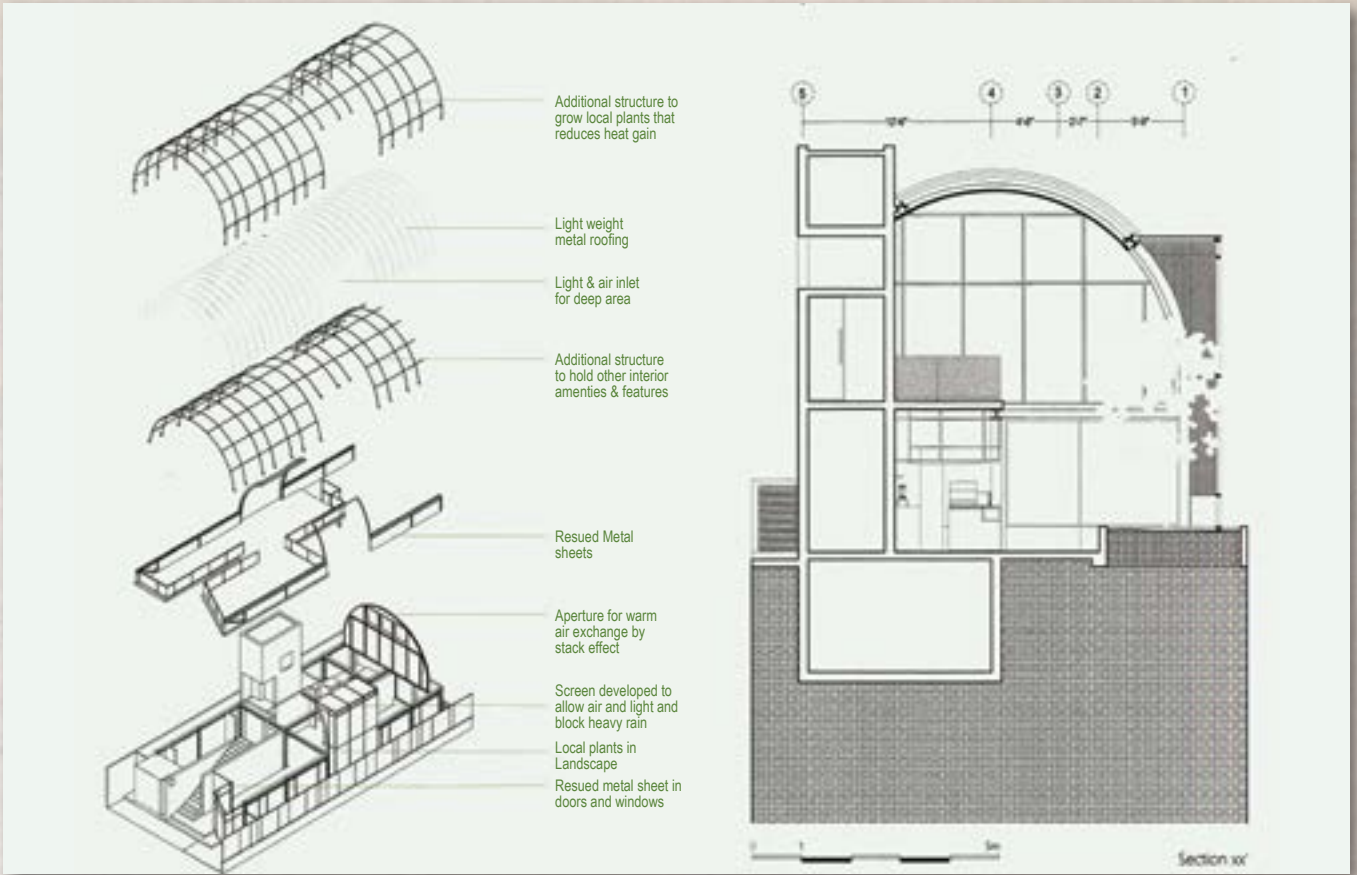 Additional structure to
grow local plants that
reduces heat gain
Light weight
metal roofing
Light & air inlet
for deep area
Additional structure
to hold other interior
amenties & features
Resued Metal
sheets
Aperture for warm
air exchange by
stack effect
Screen developed to
allow air and light and
block heavy rain
Local plants in
Landscape
Resued metal sheet in
doors and windows
5 4 3 2 1
0 1 5m
Section xx'